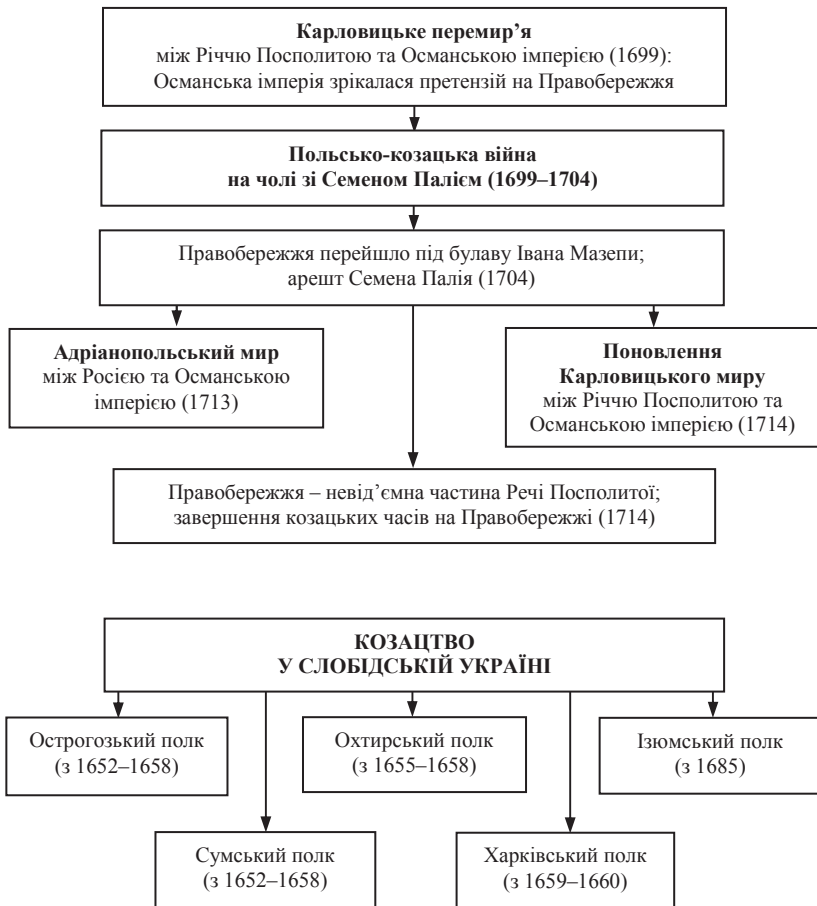 Карловицьке перемир’я
між Річчю Посполитою та Османською імперією (1699):
Османська імперія зрікалася претензій на Правобережжя
Польсько-козацька війна
на чолі зі Семеном Палієм (1699–1704)
Правобережжя перейшло під булаву Івана Мазепи;
арешт Семена Палія (1704)
Адріанопольський мир
між Росією та Османською
імперією (1713)
Поновлення
Карловицького миру
між Річчю Посполитою та
Османською імперією (1714)
Правобережжя – невід’ємна частина Речі Посполитої;
завершення козацьких часів на Правобережжі (1714)
КОЗАЦТВО
У СЛОБІДСЬКІЙ УКРАЇНІ
Острогозький полк
(з 1652–1658)
Охтирський полк
(з 1655–1658)
Ізюмський полк
(з 1685)
Сумський полк
(з 1652–1658)
Харківський полк
(з 1659–1660)